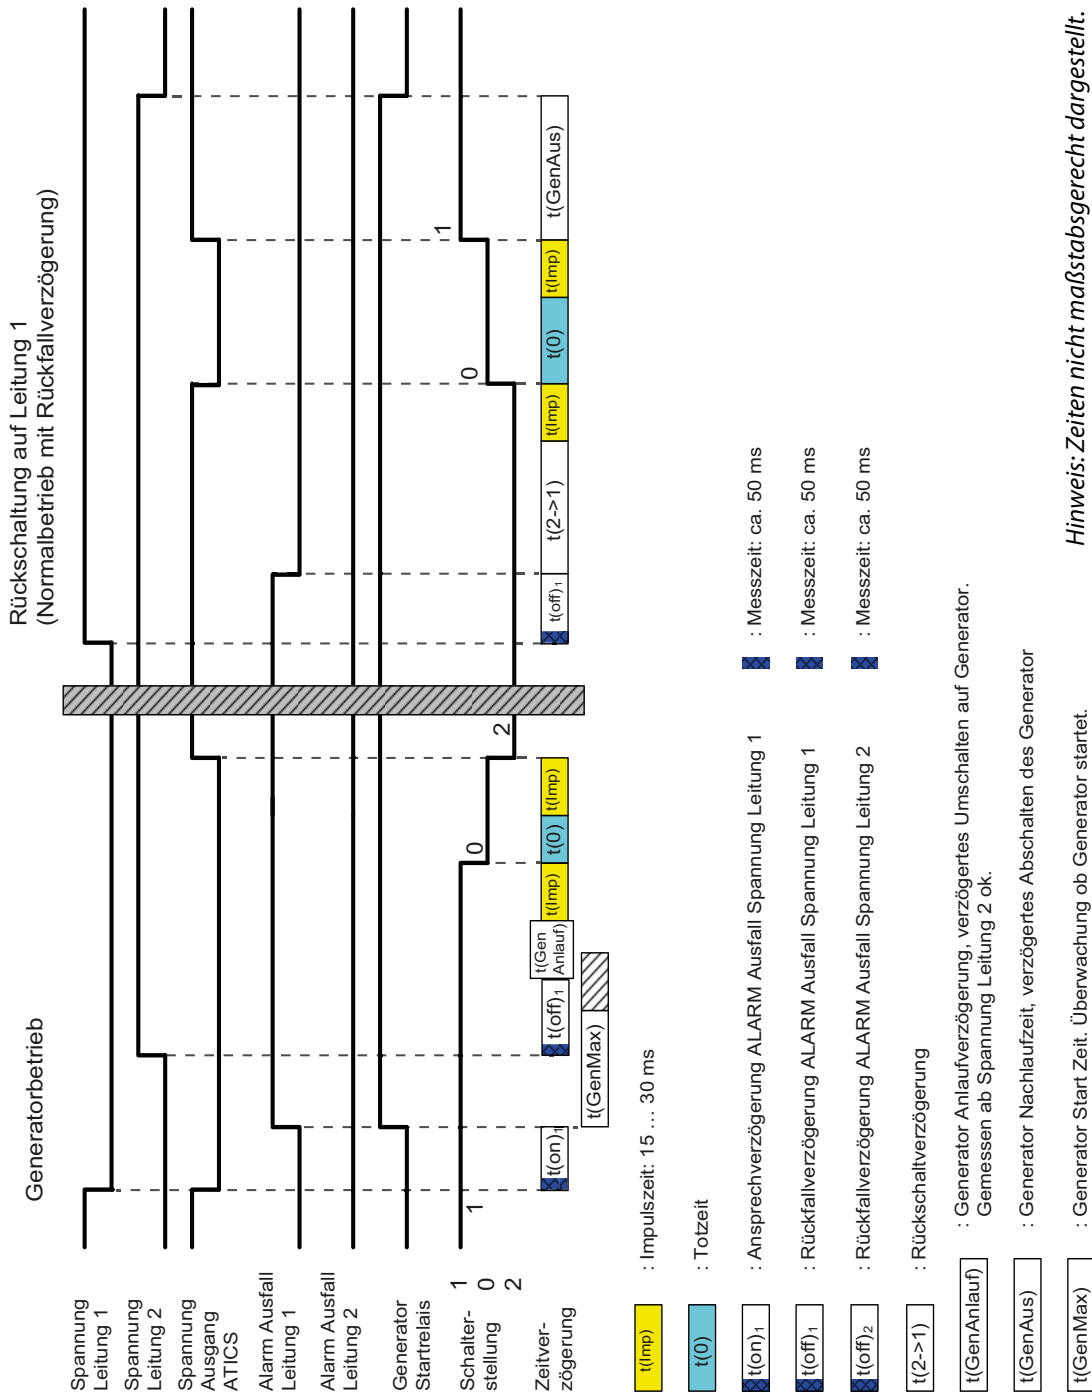 Generatorbetrieb
Rückschaltung auf Leitung 1
(Normalbetrieb mit Rückfallverzögerung)
Spannung
Leitung 1
Spannung
Leitung 2
Spannung
Ausgang
ATICS
Alarm Ausfall
Leitung 1
Alarm Ausfall
Leitung 2
Generator
Startrelais
Schalter-
stellung
1
0
2
1
0
2
0
1
Zeitver-
zögerung
t(on)1
t(off)1
t(Gen
Anlauf)
t(Imp)
t(0)
t(Imp)
t(off)1
t(2->1)
t(Imp)
t(0)
t(Imp)
t(GenAus)
t(GenMax)
t(Imp) : Impulszeit: 15 ... 30 ms
t(0) : Totzeit
t(on)1 : Ansprechverzögerung ALARM Ausfall Spannung Leitung 1 : Messzeit: ca. 50 ms
t(off)1 : Rückfallverzögerung ALARM Ausfall Spannung Leitung 1 : Messzeit: ca. 50 ms
t(off)2 : Rückfallverzögerung ALARM Ausfall Spannung Leitung 2 : Messzeit: ca. 50 ms
t(2->1) : Rückschaltverzögerung
t(GenAnlauf) : Generator Anlaufverzögerung, verzögertes Umschalten auf Generator.
Gemessen ab Spannung Leitung 2 ok.
t(GenAus) : Generator Nachlaufzeit, verzögertes Abschalten des Generator
t(GenMax) : Generator Start Zeit. Überwachung ob Generator startet.
Hinweis: Zeiten nicht maßstabsgerecht dargestellt.